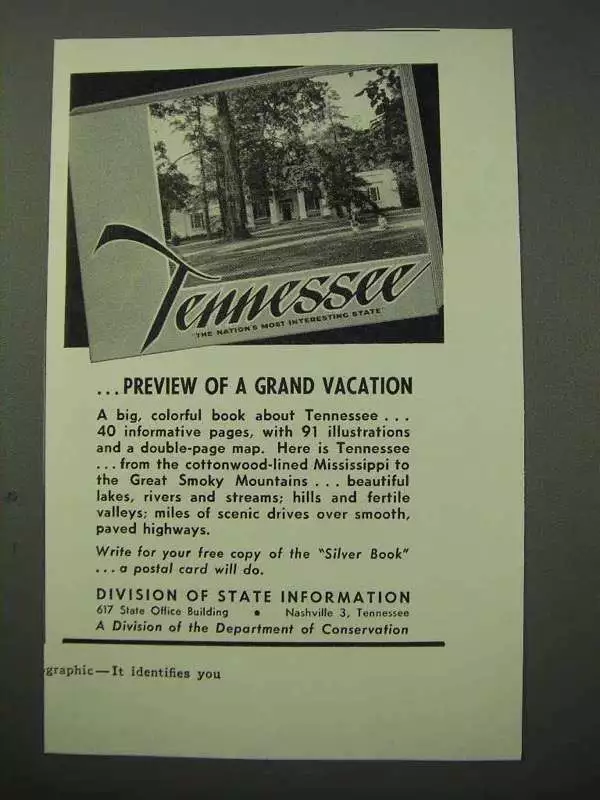 Tennessee
"THE NATION'S MOST INTERESTING STATE"
...PREVIEW OF A GRAND VACATION
A big, colorful book about Tennessee . . .
40 informative pages, with 91 illustrations
and a double-page map. Here is Tennessee
. . . from the cottonwood-lined Mississippi to
the Great Smoky Mountains . . . beautiful
lakes, rivers and streams; hills and fertile
valleys; miles of scenic drives over smooth,
paved highways.
Write for your free copy of the "Silver Book"
. . . a postal card will do.
DIVISION OF STATE INFORMATION
617 State Office Building • Nashville 3, Tennessee
A Division of the Department of Conservation
graphic—It identifies you